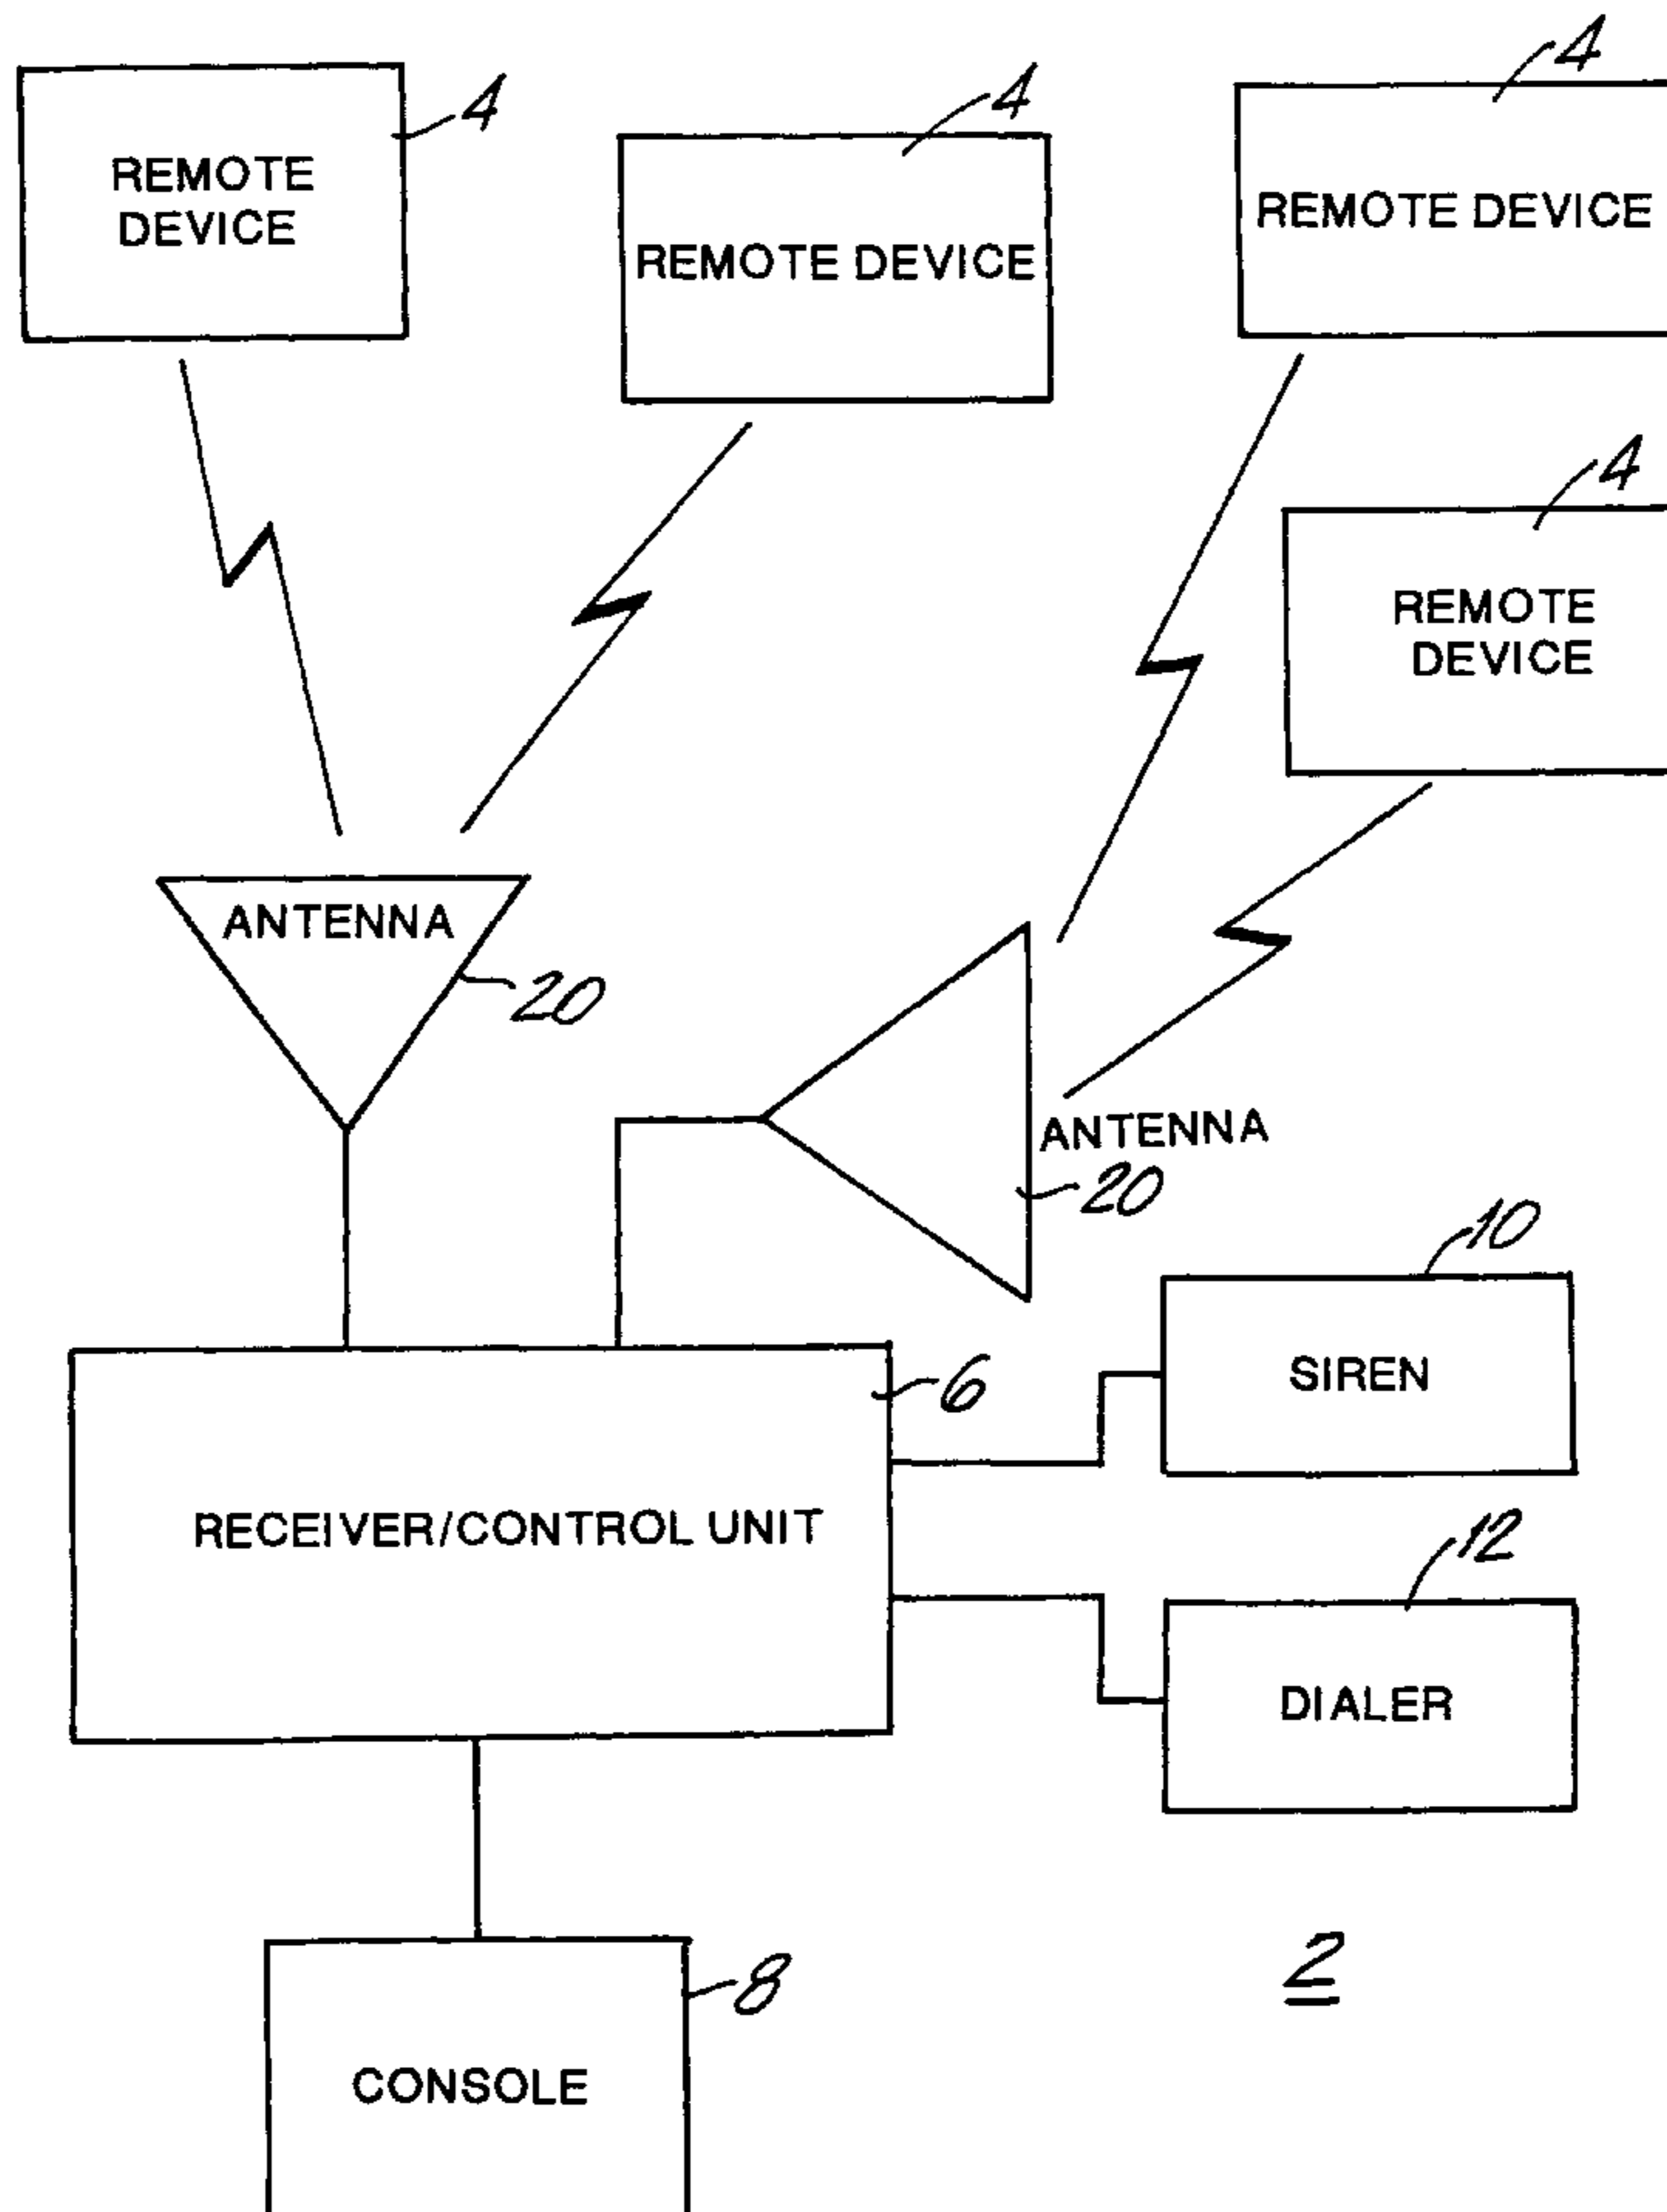 4
REMOTE
DEVICE
4
REMOTE DEVICE
4
REMOTE DEVICE
4
REMOTE
DEVICE
ANTENNA
20
ANTENNA
20
10
SIREN
6
RECEIVER/CONTROL UNIT
12
DIALER
8
CONSOLE
2